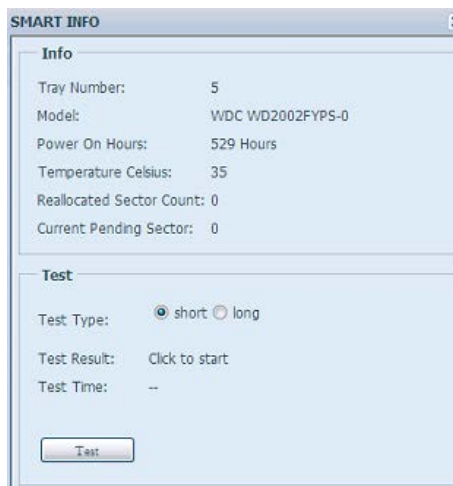 SMART INFO
Info
Tray Number: 5
Model: WDC WD2002FYPS-0
Power On Hours: 529 Hours
Temperature Celsius: 35
Reallocated Sector Count: 0
Current Pending Sector: 0
Test
Test Type: short long
Test Result: Click to start
Test Time: --
Test